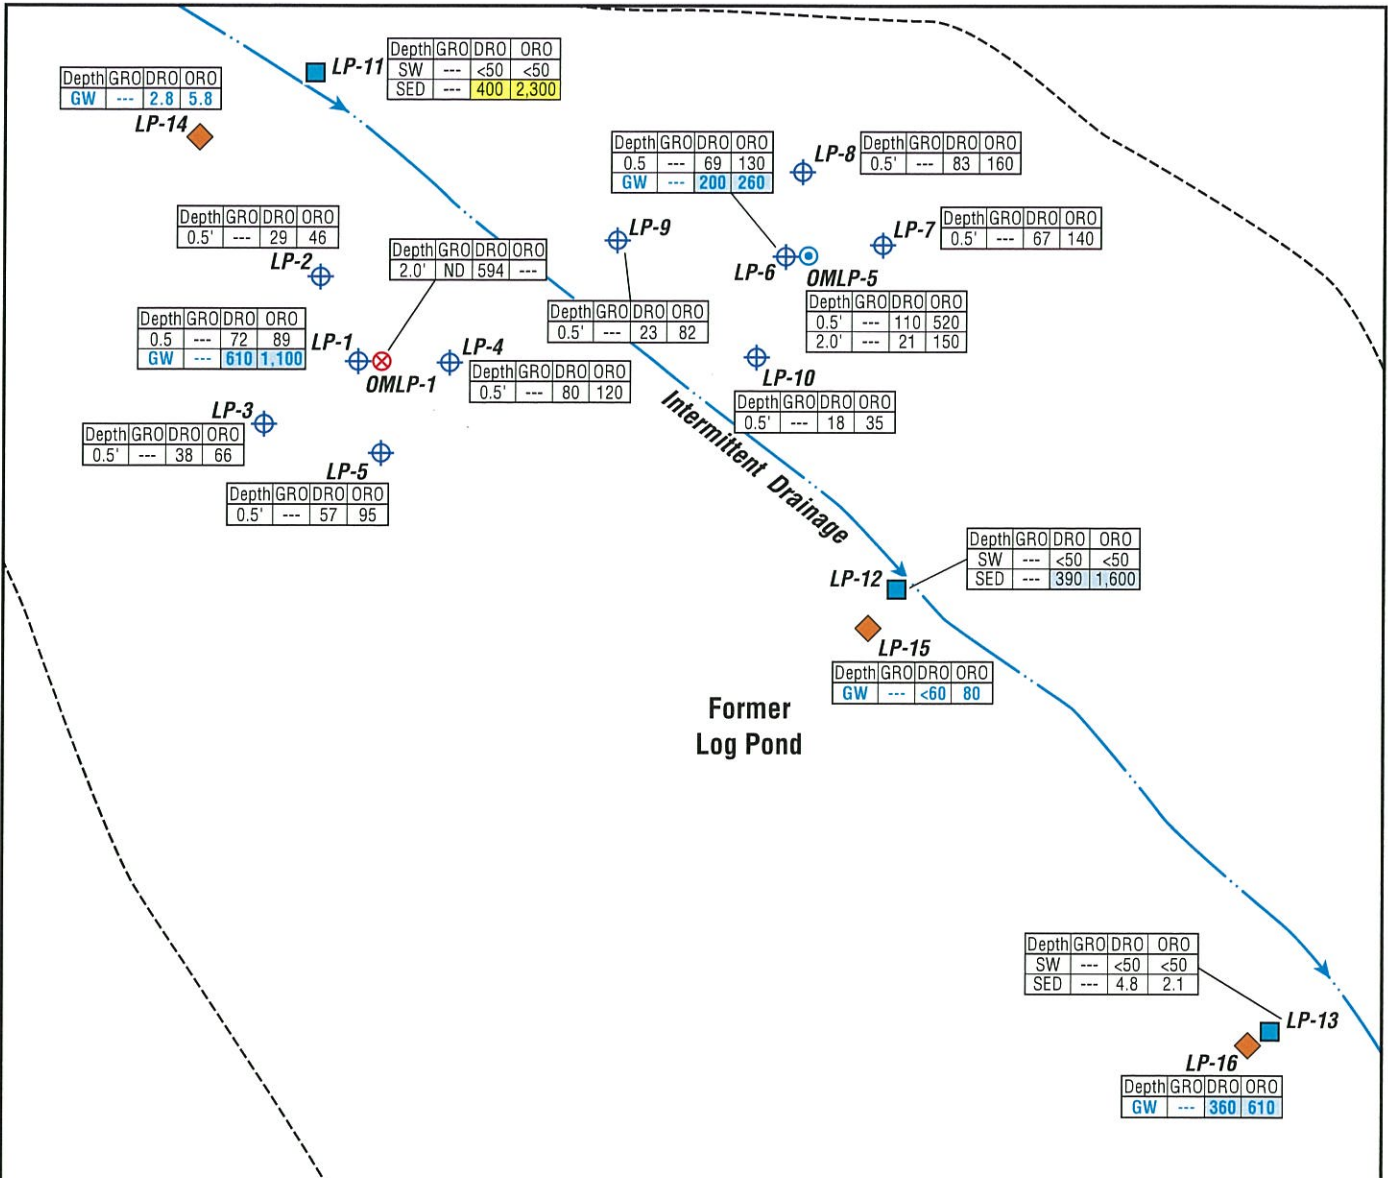 LP-11
Depth GRO DRO ORO
SW --- <50 <50
SED --- 400 2,300
Depth GRO DRO ORO
GW --- 2.8 5.8
LP-14
Depth GRO DRO ORO
0.5 --- 69 130
GW --- 200 260
LP-8
Depth GRO DRO ORO
0.5' --- 83 160
Depth GRO DRO ORO
0.5' --- 29 46
LP-2
Depth GRO DRO ORO
2.0' ND 594 ---
LP-9
Depth GRO DRO ORO
0.5' --- 23 82
LP-6
OMLP-5
Depth GRO DRO ORO
0.5' --- 110 520
2.0' --- 21 150
LP-7
Depth GRO DRO ORO
0.5' --- 67 140
Depth GRO DRO ORO
0.5 --- 72 89
GW --- 610 1,100
LP-1
OMLP-1
LP-4
Depth GRO DRO ORO
0.5' --- 80 120
LP-10
Depth GRO DRO ORO
0.5' --- 18 35
LP-3
Depth GRO DRO ORO
0.5' --- 38 66
LP-5
Depth GRO DRO ORO
0.5' --- 57 95
Intermittent Drainage
LP-12
Depth GRO DRO ORO
SW --- <50 <50
SED --- 390 1,600
LP-15
Depth GRO DRO ORO
GW --- <60 80
Former
Log Pond
Depth GRO DRO ORO
SW --- <50 <50
SED --- 4.8 2.1
LP-13
LP-16
Depth GRO DRO ORO
GW --- 360 610